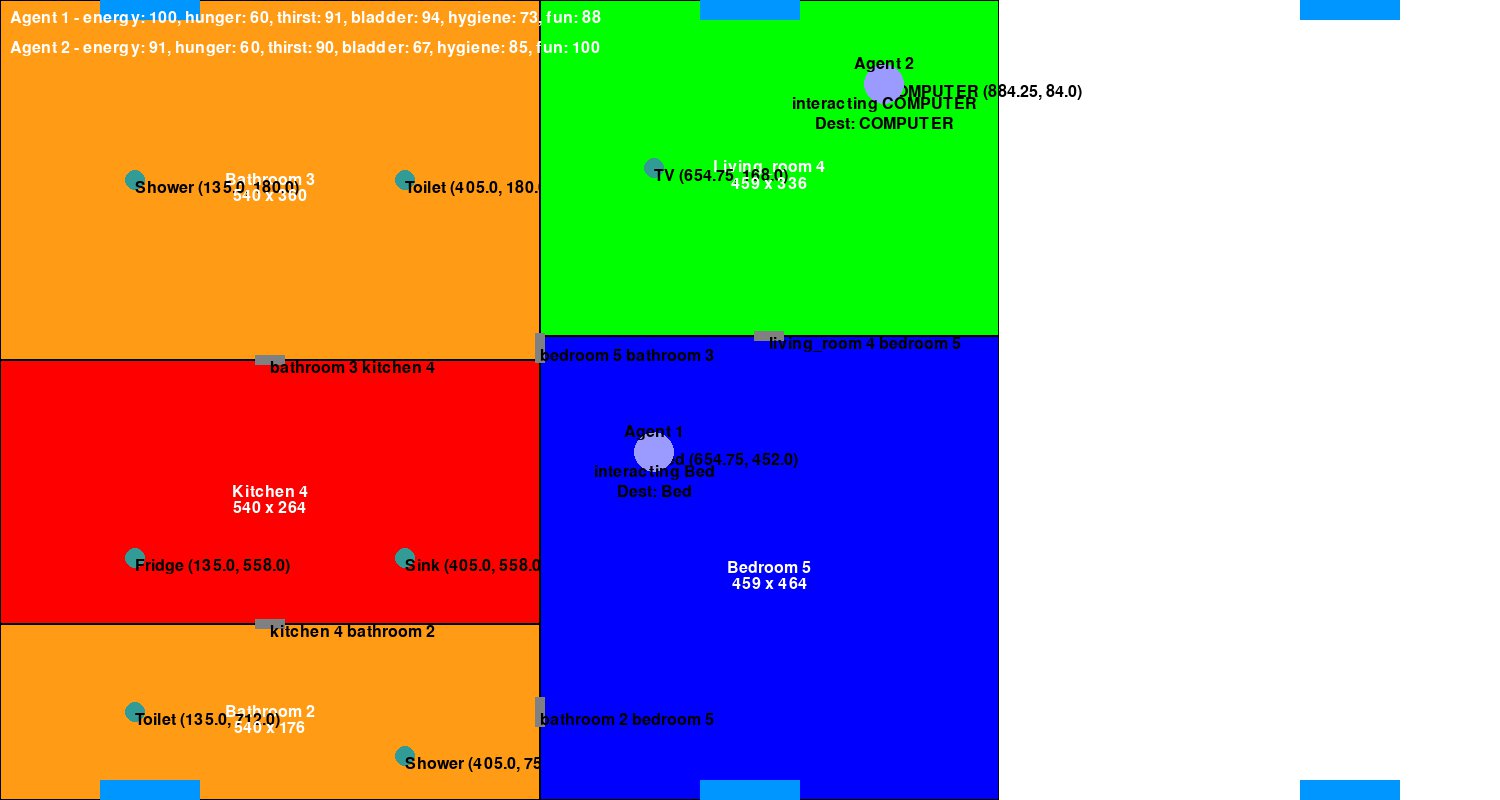 Agent 1 - energy: 100, hunger: 60, thirst: 91, bladder: 94, hygiene: 73, fun: 88
Agent 2 - energy: 91, hunger: 60, thirst: 90, bladder: 67, hygiene: 85, fun: 100
Agent 2
OMPUTER (884.25, 84.0)
interacting COMPUTER
Dest: COMPUTER
Living_room 4
TV (654.75, 168.0)
459 x 336
Bathroom 3
Shower (135.0, 180.0)
Toilet (405.0, 180.
540 x 360
living_room 4 bedroom 5
bedroom 5 bathroom 3
bathroom 3 kitchen 4
Agent 1
d (654.75, 452.0)
interacting Bed
Dest: Bed
Kitchen 4
540 x 264
Fridge (135.0, 558.0)
Sink (405.0, 558.0
Bedroom 5
459 x 464
kitchen 4 bathroom 2
Bathroom 2
Toilet (135.0, 712.0)
540 x 176
bathroom 2 bedroom 5
Shower (405.0, 75